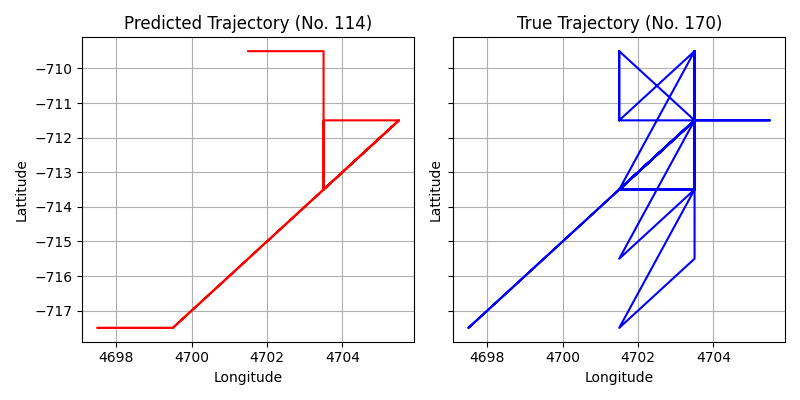 Predicted Trajectory (No. 114)
True Trajectory (No. 170)
Lattitude
−710
−711
−712
−713
−714
−715
−716
−717
4698
4700
4702
4704
Longitude
Lattitude
4698
4700
4702
4704
Longitude